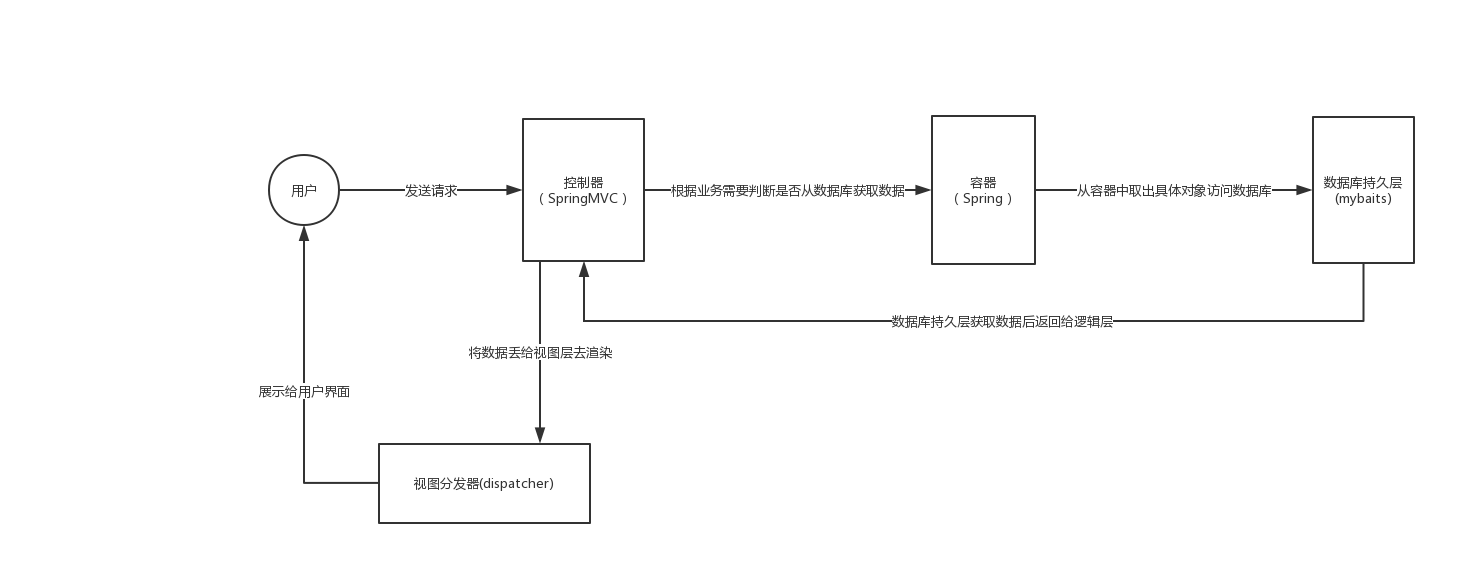 用户
发送请求
控制器
（SpringMVC）
根据业务需要判断是否从数据库获取数据
容器
（Spring）
从容器中取出具体对象访问数据库
数据库持久层
(mybaits)
数据库持久层获取数据后返回给逻辑层
将数据丢给视图层去渲染
展示给用户界面
视图分发器(dispatcher)